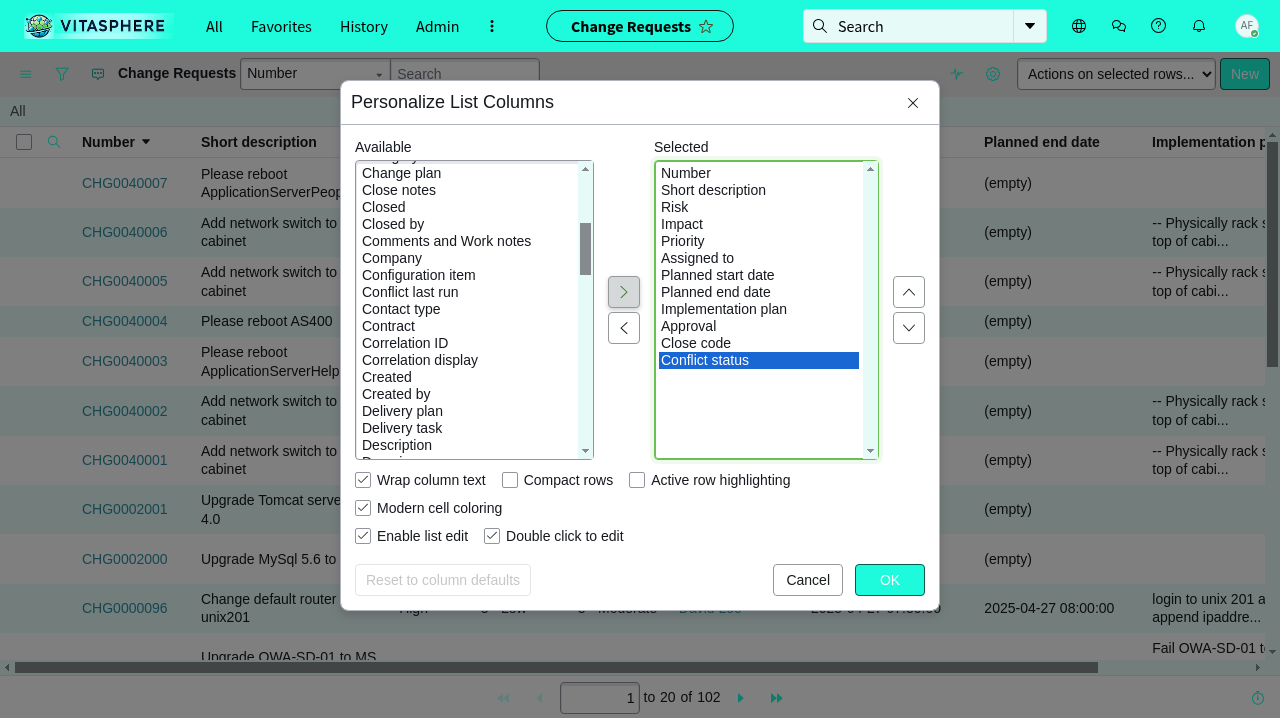 VITASPHERE
All
Favorites
History
Admin
Change Requests
Search
AF
Change Requests
Number
Search
Actions on selected rows...
New
All
Number
Short description
Planned end date
Implementation p
CHG0040007
Please reboot
ApplicationServerPeop
(empty)
CHG0040006
Add network switch to
cabinet
(empty)
-- Physically rack s
top of cabi...
CHG0040005
Add network switch to
cabinet
(empty)
-- Physically rack s
top of cabi...
CHG0040004
Please reboot AS400
(empty)
CHG0040003
Please reboot
ApplicationServerHelp
(empty)
CHG0040002
Add network switch to
cabinet
(empty)
-- Physically rack s
top of cabi...
CHG0040001
Add network switch to
cabinet
(empty)
-- Physically rack s
top of cabi...
CHG0002001
Upgrade Tomcat serve
4.0
(empty)
CHG0002000
Upgrade MySql 5.6 to
(empty)
CHG0000096
Change default router
unix201
2025-04-27 08:00:00
login to unix 201 a
append ipaddre...
Upgrade OWA-SD-01 to MS
Fail OWA-SD-01 to
1 to 20 of 102
Personalize List Columns
Available
Change plan
Close notes
Closed
Closed by
Comments and Work notes
Company
Configuration item
Conflict last run
Contact type
Contract
Correlation ID
Correlation display
Created
Created by
Delivery plan
Delivery task
Description
Selected
Number
Short description
Risk
Impact
Priority
Assigned to
Planned start date
Planned end date
Implementation plan
Approval
Close code
Conflict status
Wrap column text
Compact rows
Active row highlighting
Modern cell coloring
Enable list edit
Double click to edit
Reset to column defaults
Cancel
OK